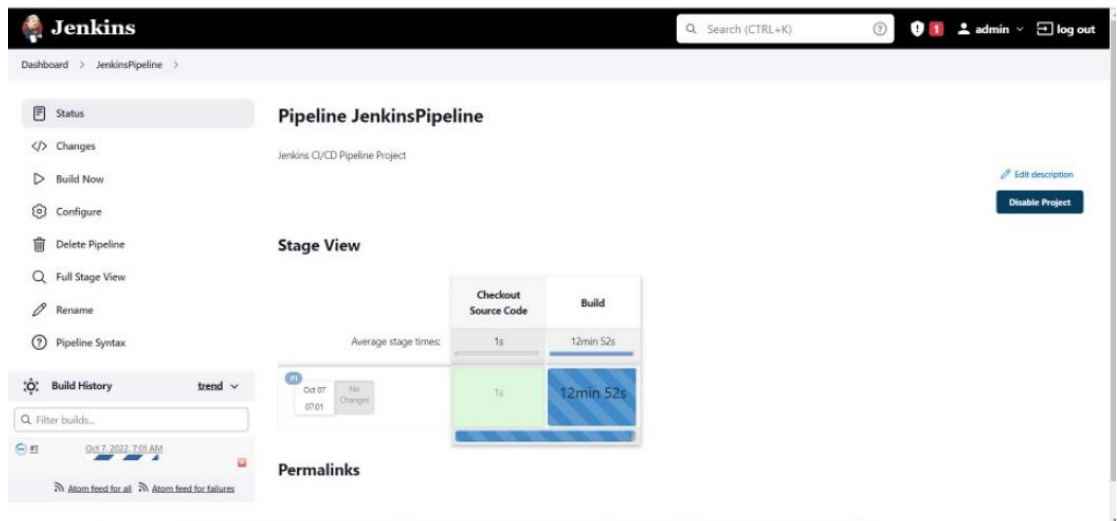 Jenkins
Search (CTRL+K)
1
admin
log out
Dashboard > JenkinsPipeline >
Status
Changes
Build Now
Configure
Delete Pipeline
Full Stage View
Rename
Pipeline Syntax
Build History
trend
Filter builds...
#1
Oct 7, 2022, 7:01 AM
Atom feed for all
Atom feed for failures
Pipeline JenkinsPipeline
Jenkins CI/CD Pipeline Project
Edit description
Disable Project
Stage View
Checkout
Source Code
Build
Average stage times:
1s
12min 52s
#1
Oct 07
07:01
No
Changes
1s
12min 52s
Permalinks